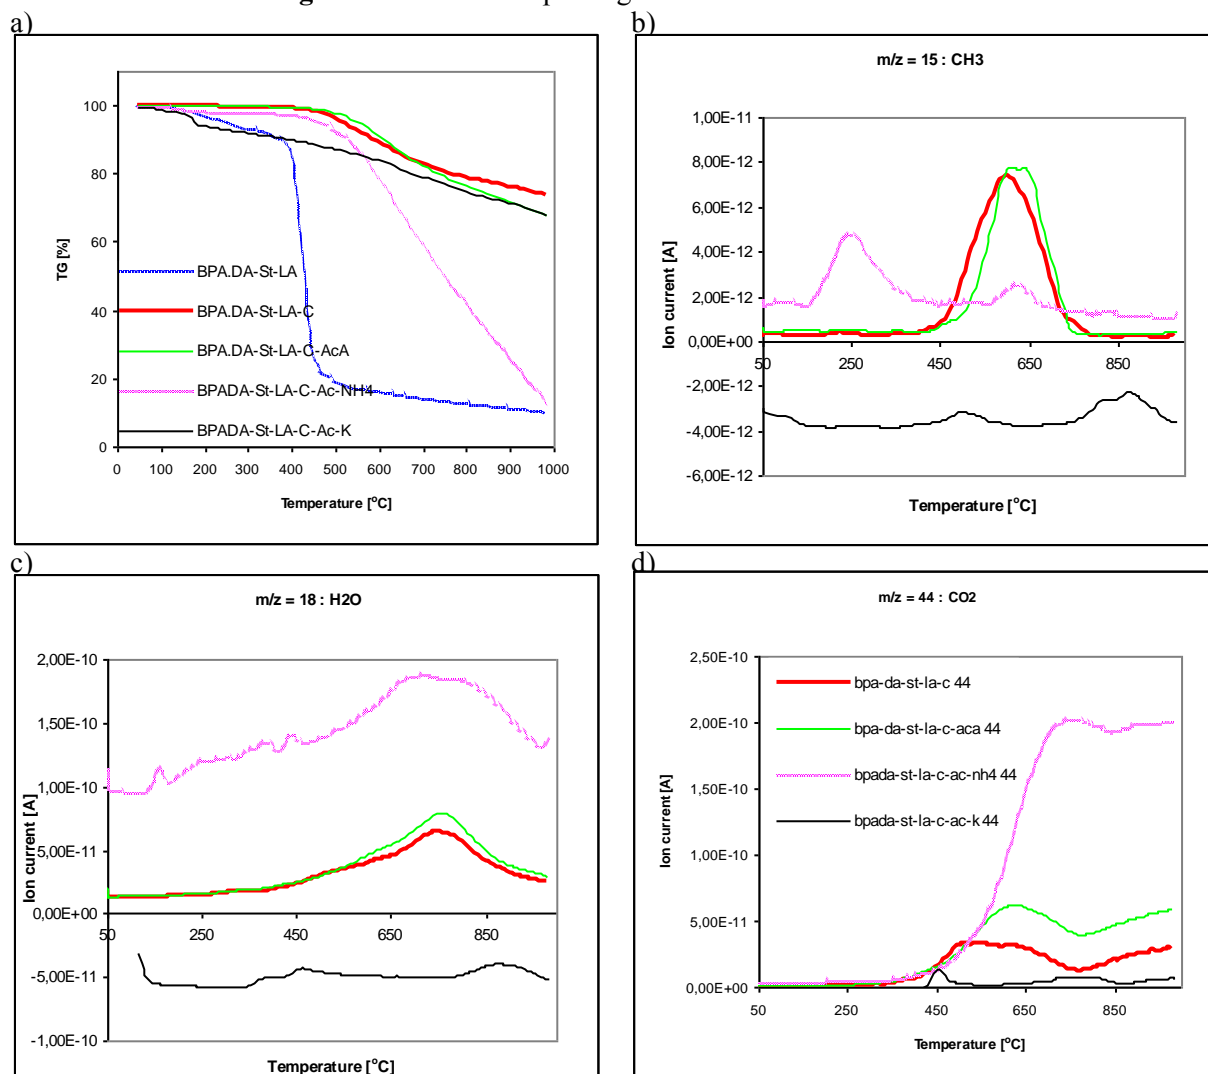 a)
TG [%]
100
80
60
40
20
0
BPA.DA-St-LA
BPA.DA-St-LA-C
BPA.DA-St-LA-C-AcA
BPADA-St-LA-C-Ac-NH4
BPADA-St-LA-C-Ac-K
0 100 200 300 400 500 600 700 800 900 1000
Temperature [°C]
b)
m/z = 15 : CH3
Ion current [A]
1,00E-11
8,00E-12
6,00E-12
4,00E-12
2,00E-12
0,00E+00
-2,00E-12
-4,00E-12
-6,00E-12
50 250 450 650 850
Temperature [°C]
c)
m/z = 18 : H2O
Ion current [A]
2,00E-10
1,50E-10
1,00E-10
5,00E-11
0,00E+00
-5,00E-11
-1,00E-10
50 250 450 650 850
Temperature [°C]
d)
m/z = 44 : CO2
Ion current [A]
2,50E-10
2,00E-10
1,50E-10
1,00E-10
5,00E-11
0,00E+00
bpa-da-st-la-c 44
bpa-da-st-la-c-aca 44
bpada-st-la-c-ac-nh4 44
bpada-st-la-c-ac-k 44
50 250 450 650 850
Temperature [°C]